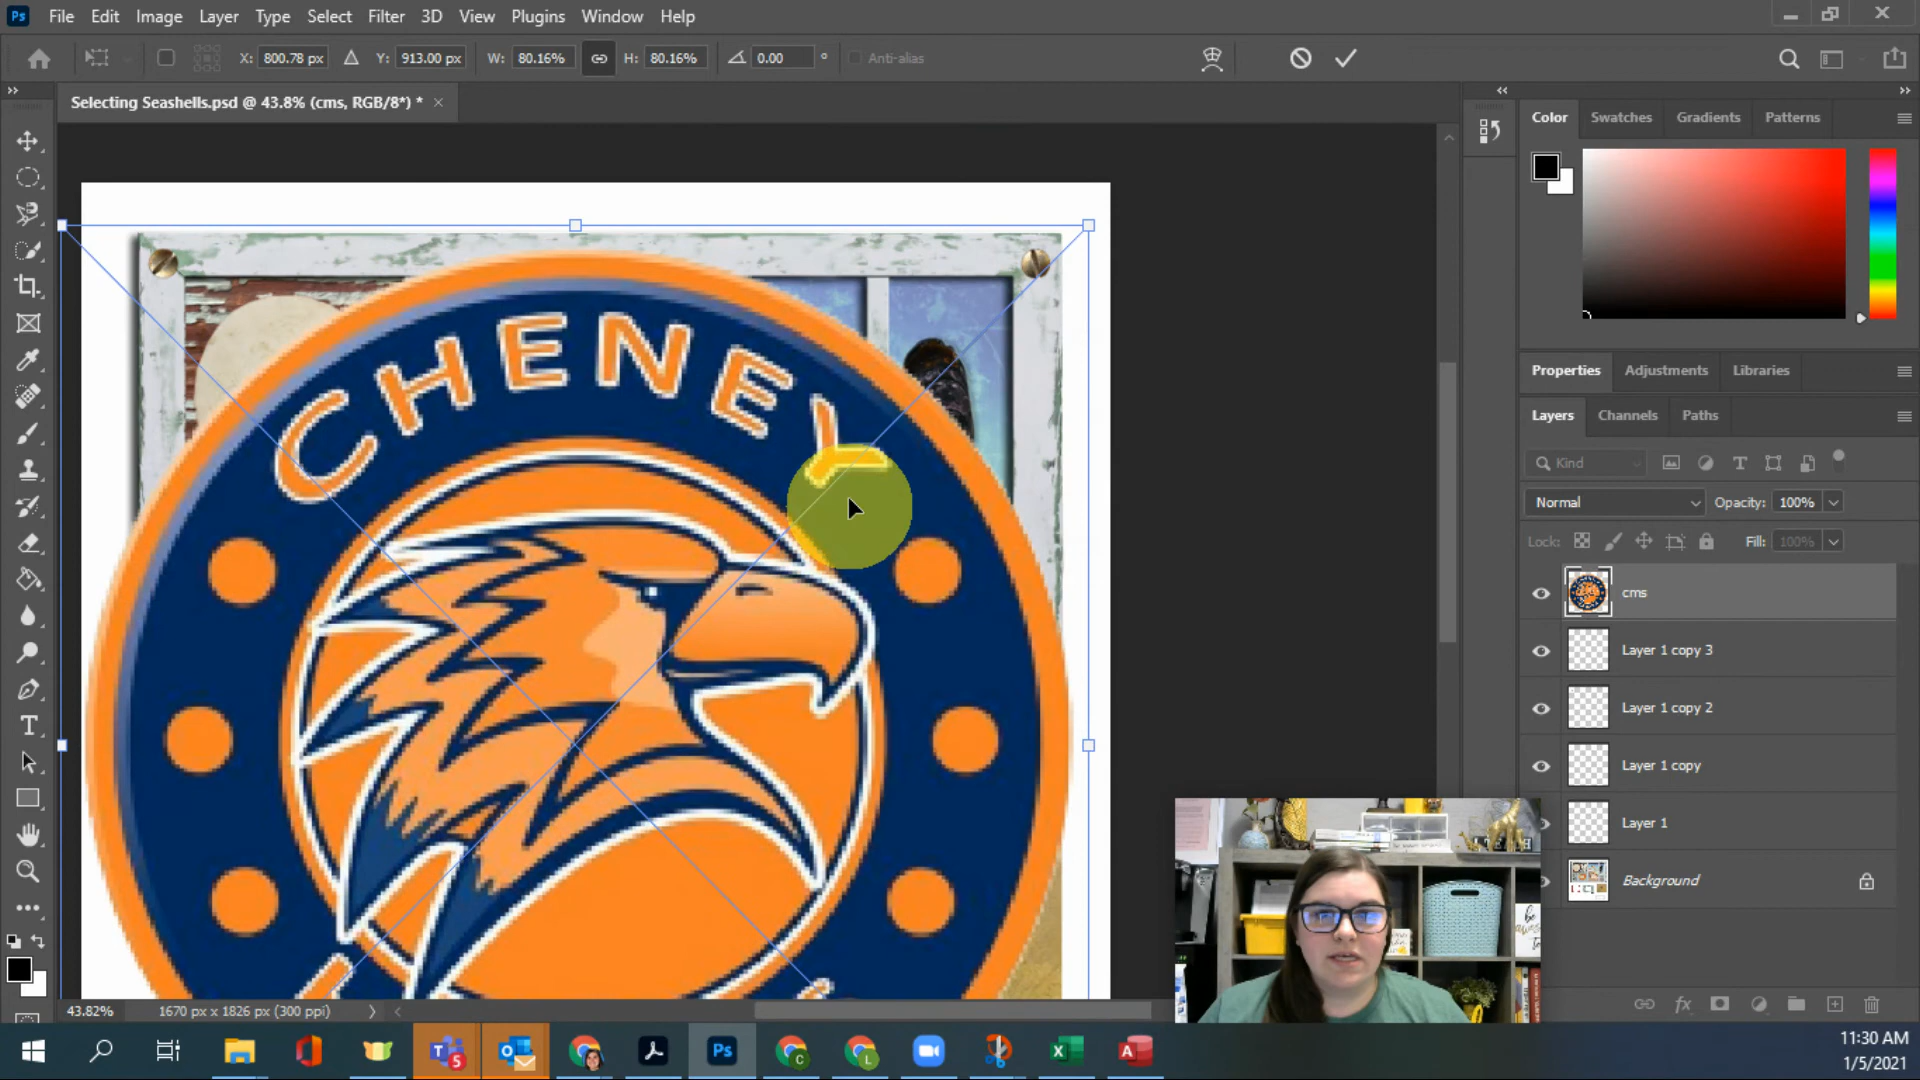 Ps File Edit Image Layer Type Select Filter 3D View Plugins Window Help
X: 800.78 px Y: 913.00 px W: 80.16% H: 80.16% 0.00 ° Anti-alias
Selecting Seashells.psd @ 43.8% (cms, RGB/8*) *
Color Swatches Gradients Patterns
Properties Adjustments Libraries
Layers Channels Paths
Kind
Normal Opacity: 100%
Lock: Fill: 100%
cms
Layer 1 copy 3
Layer 1 copy 2
Layer 1 copy
Layer 1
Background
CHENEY
43.82% 1670 px x 1826 px (300 ppi)
5 Ps C L
11:30 AM
1/5/2021